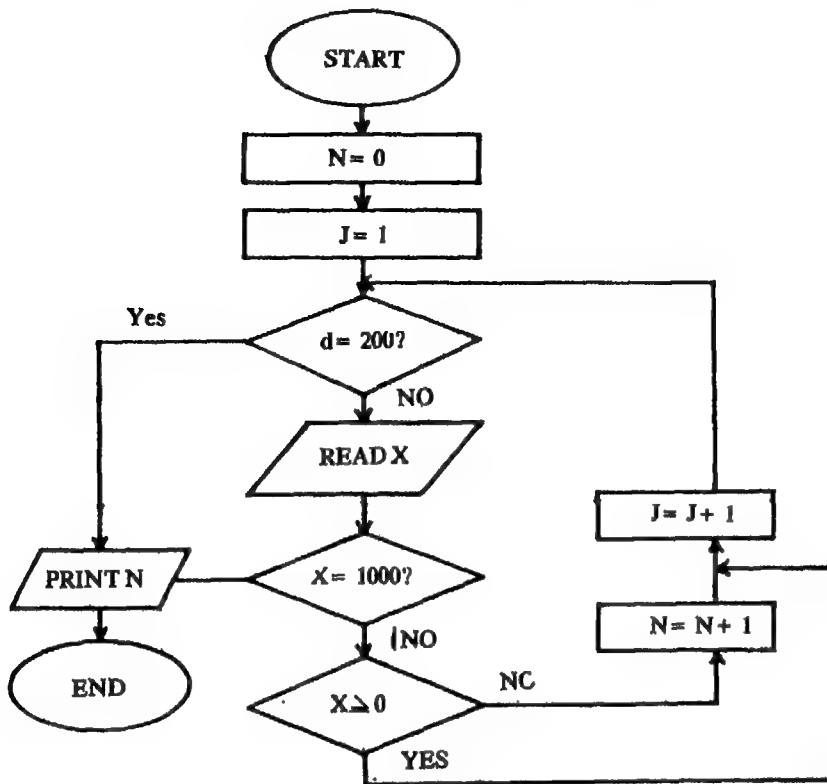 START
N= 0
J= 1
Yes
d= 200?
NO
READ X
J= J+ 1
PRINT N
X= 1000?
N= N+ 1
NO
END
X≥0
NC
YES